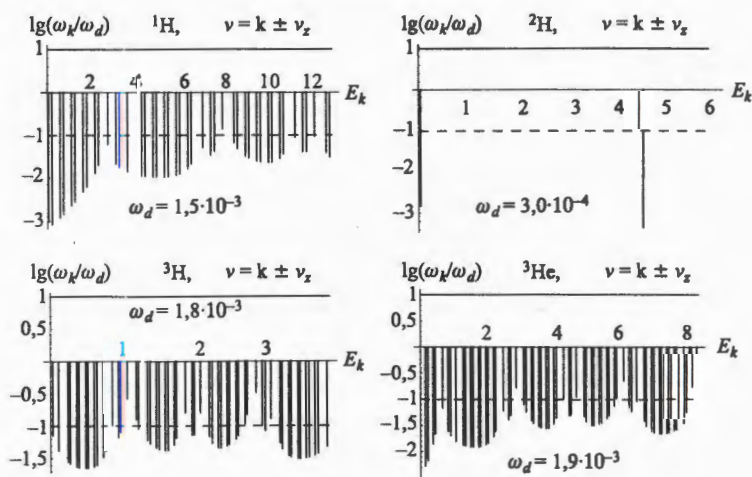 lg(ω_k/ω_d) ¹H, ν = k ± ν_z
1
2 4 6 8 10 12 E_k
−1
−2
−3
ω_d = 1,5·10⁻³
lg(ω_k/ω_d) ²H, ν = k ± ν_z
1
E_k
1 2 3 4 5 6
−1
−2
−3
ω_d = 3,0·10⁻⁴
lg(ω_k/ω_d) ³H, ν = k ± ν_z
1
ω_d = 1,8·10⁻³
0,5
1 2 3 E_k
−0,5
−1
−1,5
lg(ω_k/ω_d) ³He, ν = k ± ν_z
1
0,5
2 4 6 8 E_k
−0,5
−1
−1,5
−2
ω_d = 1,9·10⁻³